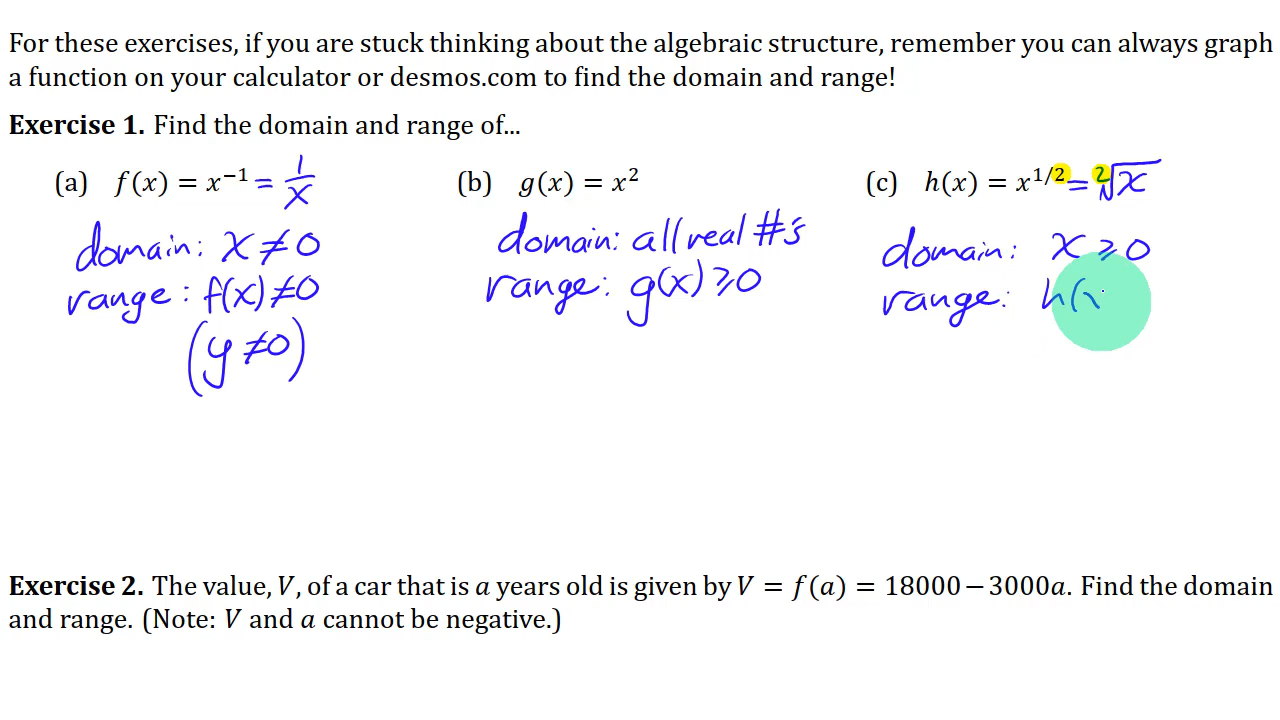 For these exercises, if you are stuck thinking about the algebraic structure, remember you can always graph
a function on your calculator or desmos.com to find the domain and range!
Exercise 1. Find the domain and range of...
(a) f(x) = x⁻¹ = 1/x
domain: x ≠ 0
range: f(x) ≠ 0
(y ≠ 0)
(b) g(x) = x²
domain: all real #'s
range: g(x) ≥ 0
(c) h(x) = x^{1/2} = ²√x
domain: x ≥ 0
range: h(x
Exercise 2. The value, V, of a car that is a years old is given by V = f(a) = 18000 − 3000a. Find the domain
and range. (Note: V and a cannot be negative.)